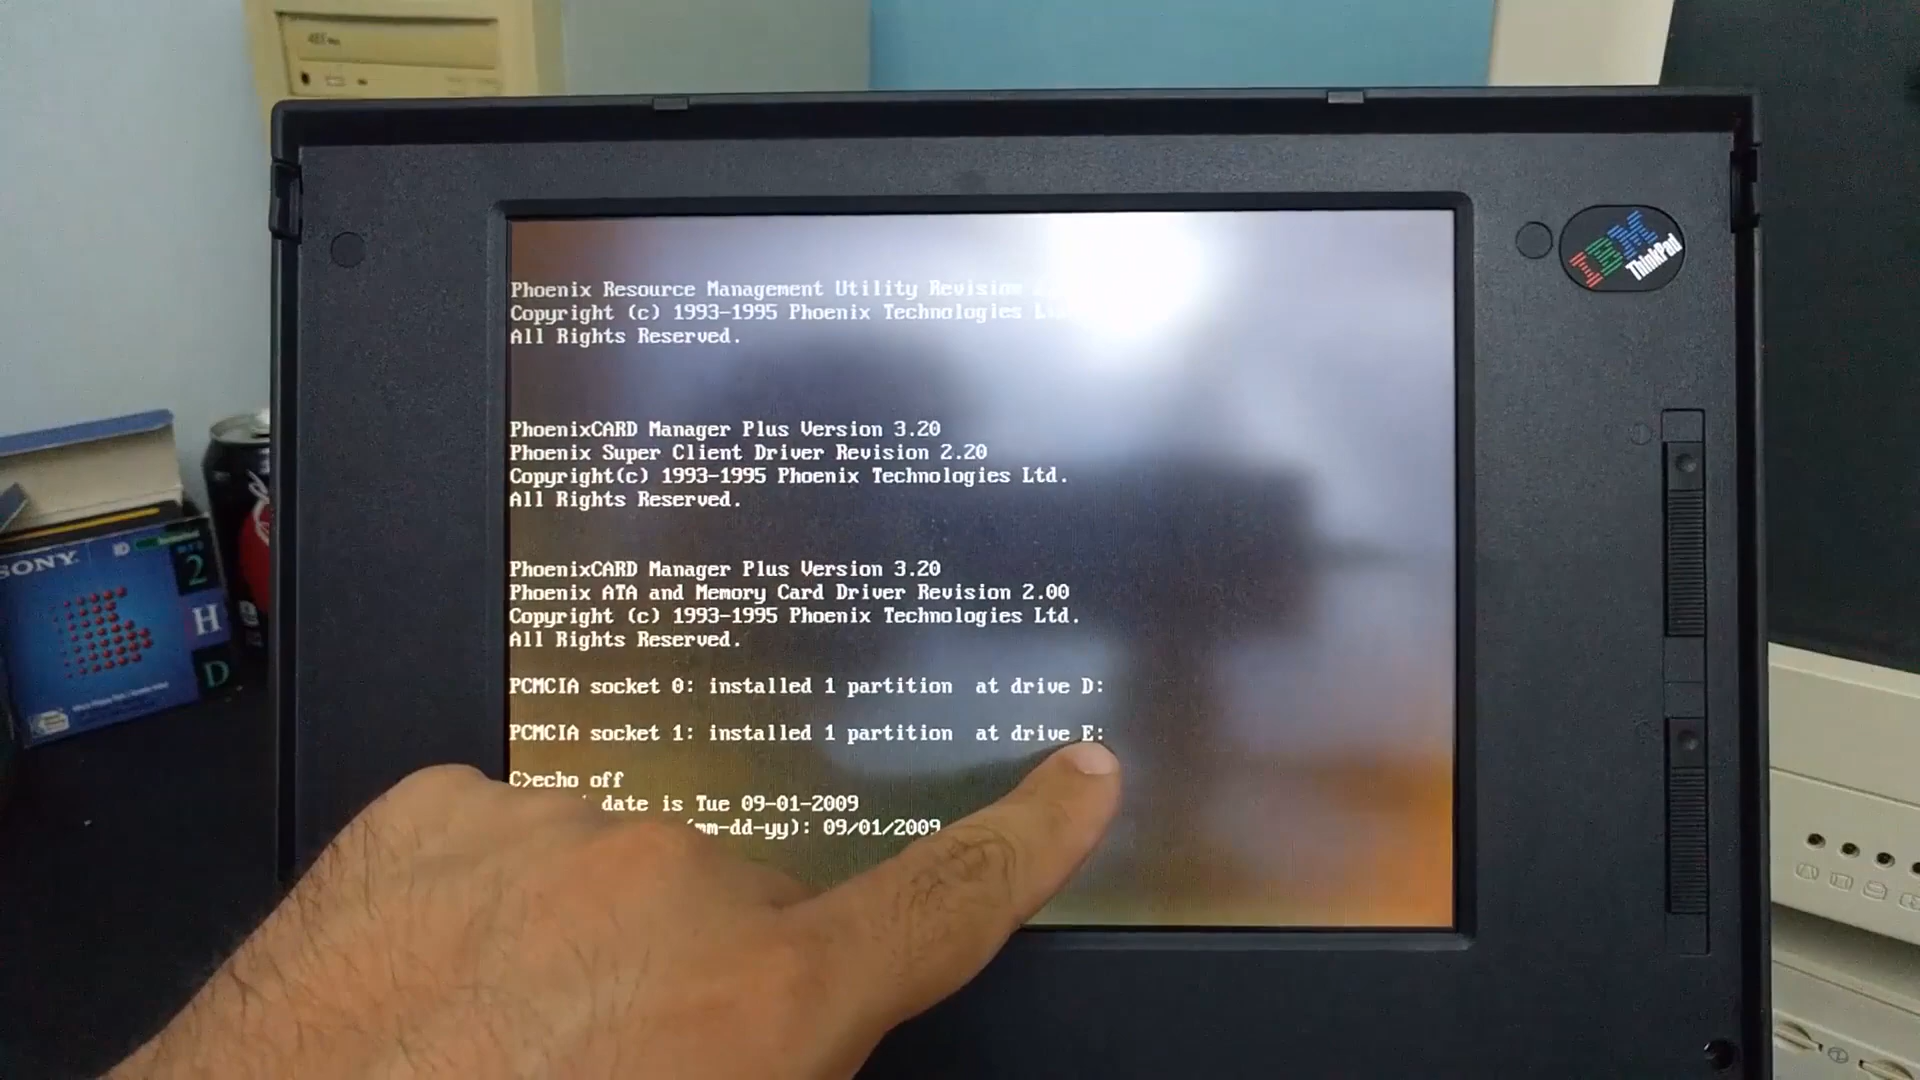 486
IBM
ThinkPad
Phoenix Resource Management Utility Revision
Copyright (c) 1993-1995 Phoenix Technologies
All Rights Reserved.
PhoenixCARD Manager Plus Version 3.20
Phoenix Super Client Driver Revision 2.20
Copyright(c) 1993-1995 Phoenix Technologies Ltd.
All Rights Reserved.
PhoenixCARD Manager Plus Version 3.20
Phoenix ATA and Memory Card Driver Revision 2.00
Copyright (c) 1993-1995 Phoenix Technologies Ltd.
All Rights Reserved.
PCMCIA socket 0: installed 1 partition  at drive D:
PCMCIA socket 1: installed 1 partition  at drive E:
C>echo off
date is Tue 09-01-2009
(mm-dd-yy): 09/01/2009
SONY
2
H
D